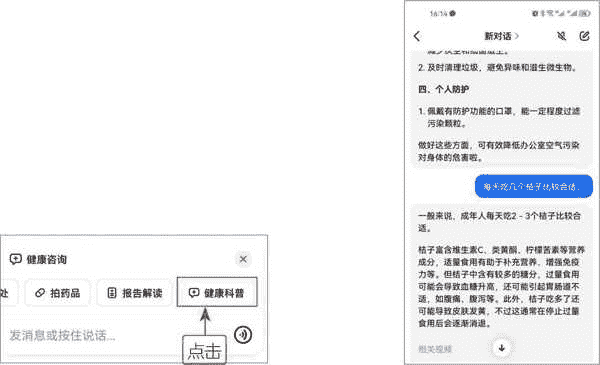 健康咨询
处
拍药品
报告解读
健康科普
发消息或按住说话...
点击
16:14
新对话
2. 及时清理垃圾，避免异味和滋生微生物。
四、个人防护
1. 佩戴有防护功能的口罩，能一定程度过滤
污染颗粒。
做好这些方面，可有效降低办公室空气污染
对身体的危害啦。
每天吃几个桔子比较合适。
一般来说，成年人每天吃2 - 3个桔子比较合
适。
桔子富含维生素C、类黄酮、柠檬苦素等营养
成分，适量食用有助于补充营养、增强免疫
力等。但桔子中含有较多的糖分，过量食用
可能会导致血糖升高，还可能引起胃肠道不
适，如腹痛、腹泻等。此外，桔子吃多了还
可能导致皮肤发黄，不过这通常在停止过量
食用后会逐渐消退。
相关视频